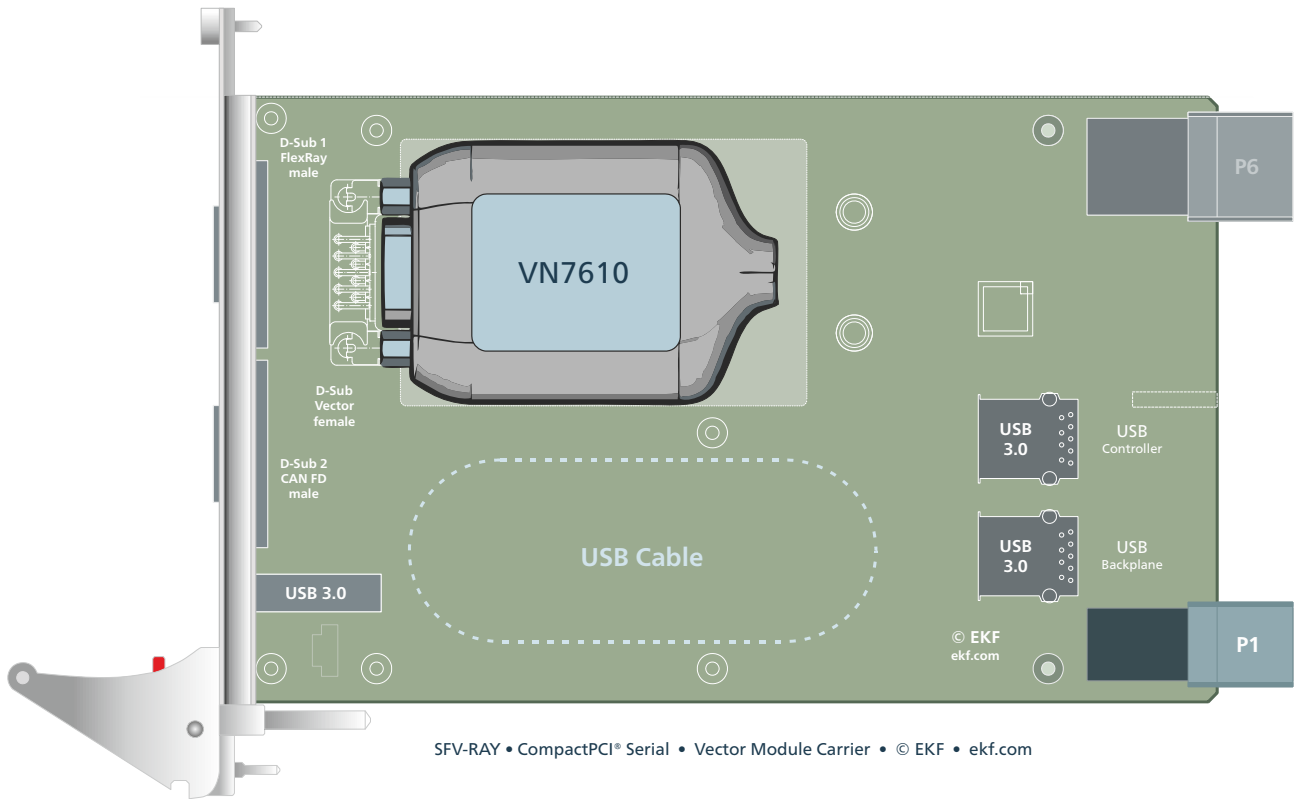 D-Sub 1
FlexRay
male
P6
VN7610
D-Sub
Vector
female
USB
3.0
USB
Controller
D-Sub 2
CAN FD
male
USB Cable
USB
3.0
USB
Backplane
USB 3.0
© EKF
ekf.com
P1
SFV-RAY • CompactPCI® Serial • Vector Module Carrier • © EKF • ekf.com